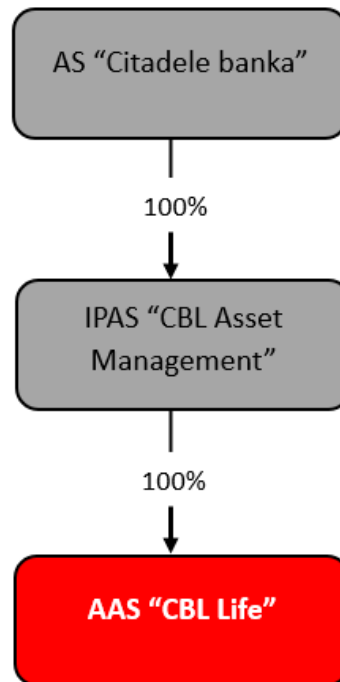 AS “Citadele banka”
100%
IPAS “CBL Asset
Management”
100%
AAS “CBL Life”